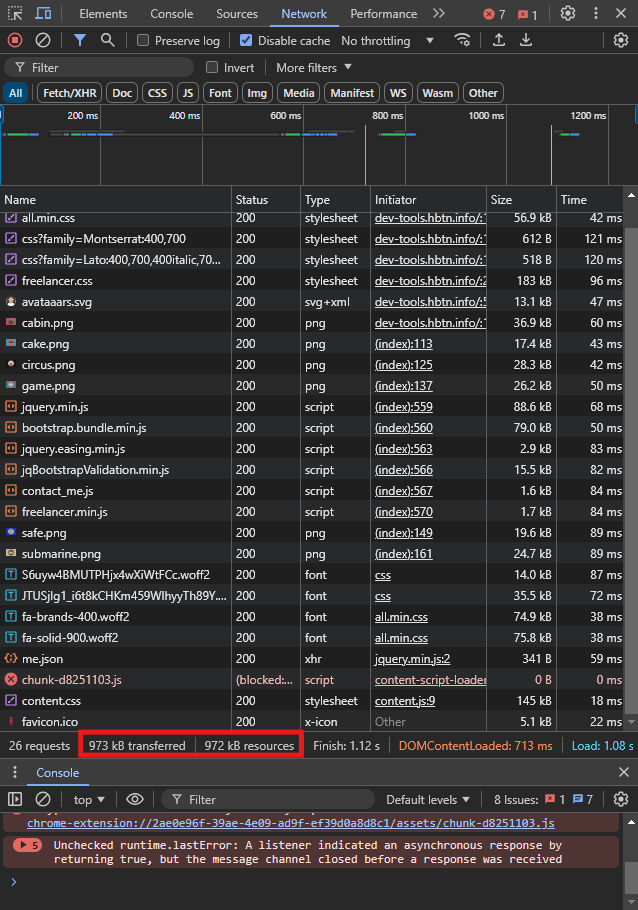 Elements Console Sources Network Performance 7 1
Preserve log Disable cache No throttling
Filter Invert More filters
All Fetch/XHR Doc CSS JS Font Img Media Manifest WS Wasm Other
200 ms 400 ms 600 ms 800 ms 1000 ms 1200 ms
Name Status Type Initiator Size Time
all.min.css 200 stylesheet dev-tools.hbtn.info/:1 56.9 kB 42 ms
css?family=Montserrat:400,700 200 stylesheet dev-tools.hbtn.info/:1 612 B 121 ms
css?family=Lato:400,700,400italic,70... 200 stylesheet dev-tools.hbtn.info/:1 518 B 120 ms
freelancer.css 200 stylesheet dev-tools.hbtn.info/:2 183 kB 96 ms
avataaars.svg 200 svg+xml dev-tools.hbtn.info/:5 13.1 kB 47 ms
cabin.png 200 png dev-tools.hbtn.info/:1 36.9 kB 60 ms
cake.png 200 png (index):113 17.4 kB 43 ms
circus.png 200 png (index):125 28.3 kB 42 ms
game.png 200 png (index):137 26.2 kB 50 ms
jquery.min.js 200 script (index):559 88.6 kB 68 ms
bootstrap.bundle.min.js 200 script (index):560 79.0 kB 50 ms
jquery.easing.min.js 200 script (index):563 2.9 kB 83 ms
jqBootstrapValidation.min.js 200 script (index):566 15.5 kB 82 ms
contact_me.js 200 script (index):567 1.6 kB 84 ms
freelancer.min.js 200 script (index):570 1.7 kB 84 ms
safe.png 200 png (index):149 19.6 kB 89 ms
submarine.png 200 png (index):161 24.7 kB 89 ms
S6uyw4BMUTPHjx4wXiWtFCc.woff2 200 font css 14.0 kB 87 ms
JTUSjIg1_i6t8kCHKm459WlhyyTh89Y.... 200 font css 35.5 kB 72 ms
fa-brands-400.woff2 200 font all.min.css 74.9 kB 38 ms
fa-solid-900.woff2 200 font all.min.css 75.8 kB 38 ms
me.json 200 xhr jquery.min.js:2 341 B 59 ms
chunk-d8251103.js (blocked:... script content-script-loader 0 B 0 ms
content.css 200 stylesheet content.js:9 145 kB 18 ms
favicon.ico 200 x-icon Other 5.1 kB 22 ms
26 requests 973 kB transferred 972 kB resources Finish: 1.12 s DOMContentLoaded: 713 ms Load: 1.08 s
Console
top Filter Default levels 8 Issues: 1 7
chrome-extension://2ae0e96f-39ae-4e09-ad9f-ef39d0a8d8c1/assets/chunk-d8251103.js
5 Unchecked runtime.lastError: A listener indicated an asynchronous response by
returning true, but the message channel closed before a response was received